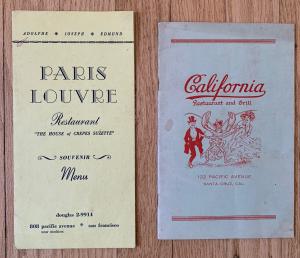 ADOLPHE • JOSEPH • EDMOND
PARIS
LOUVRE
Restaurant
"THE HOUSE of CREPES SUZETTE"
SOUVENIR
Menu
douglas 2-9914
808 pacific avenue • san francisco
near stockton
California
Restaurant and Grill
122 PACIFIC AVENUE
SANTA CRUZ, CAL.